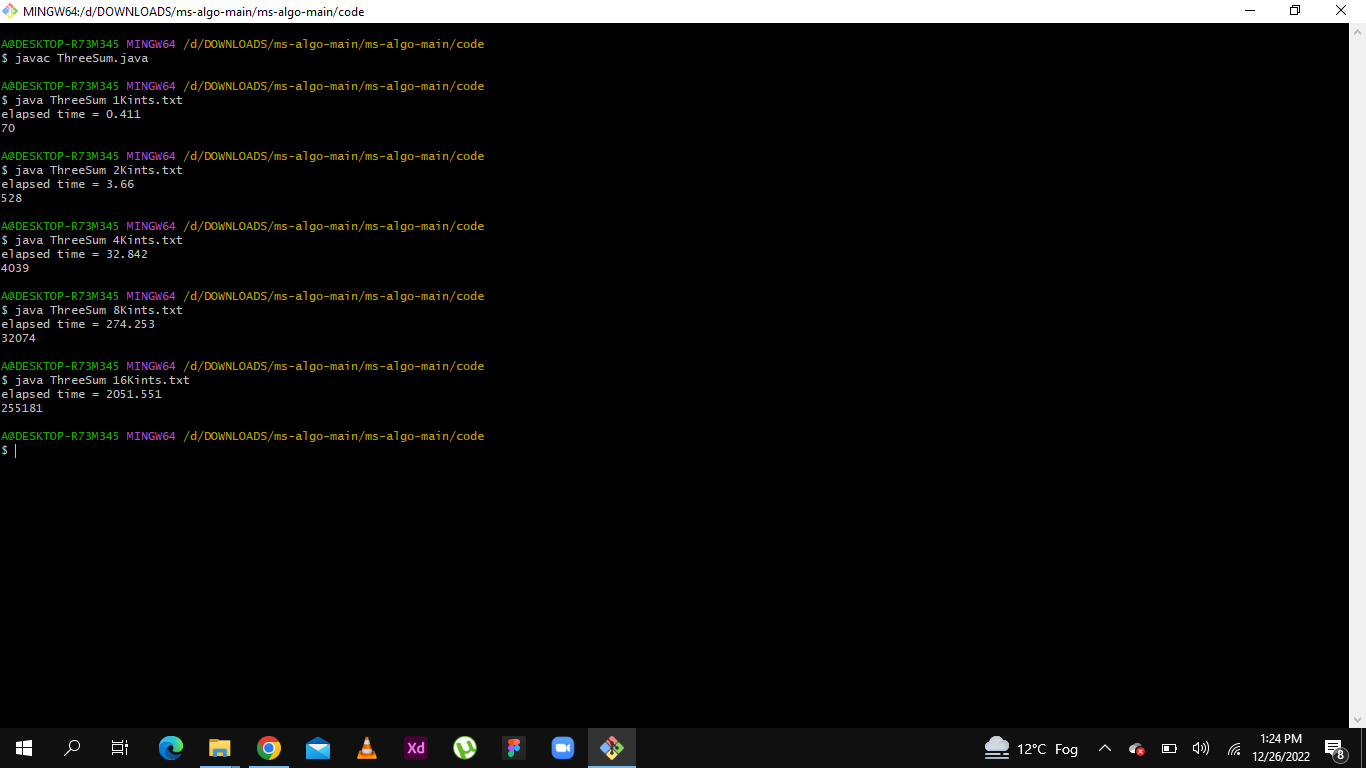 MINGW64:/d/DOWNLOADS/ms-algo-main/ms-algo-main/code
A@DESKTOP-R73M345 MINGW64 /d/DOWNLOADS/ms-algo-main/ms-algo-main/code
$ javac ThreeSum.java
A@DESKTOP-R73M345 MINGW64 /d/DOWNLOADS/ms-algo-main/ms-algo-main/code
$ java ThreeSum 1Kints.txt
elapsed time = 0.411
70
A@DESKTOP-R73M345 MINGW64 /d/DOWNLOADS/ms-algo-main/ms-algo-main/code
$ java ThreeSum 2Kints.txt
elapsed time = 3.66
528
A@DESKTOP-R73M345 MINGW64 /d/DOWNLOADS/ms-algo-main/ms-algo-main/code
$ java ThreeSum 4Kints.txt
elapsed time = 32.842
4039
A@DESKTOP-R73M345 MINGW64 /d/DOWNLOADS/ms-algo-main/ms-algo-main/code
$ java ThreeSum 8Kints.txt
elapsed time = 274.253
32074
A@DESKTOP-R73M345 MINGW64 /d/DOWNLOADS/ms-algo-main/ms-algo-main/code
$ java ThreeSum 16Kints.txt
elapsed time = 2051.551
255181
A@DESKTOP-R73M345 MINGW64 /d/DOWNLOADS/ms-algo-main/ms-algo-main/code
$
Xd
12°C Fog
1:24 PM
12/26/2022
8